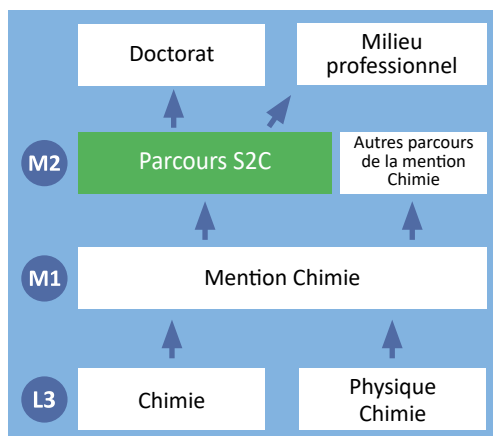 Doctorat
Milieu
professionnel
M2
Parcours S2C
Autres parcours
de la mention
Chimie
M1
Mention Chimie
L3
Chimie
Physique
Chimie